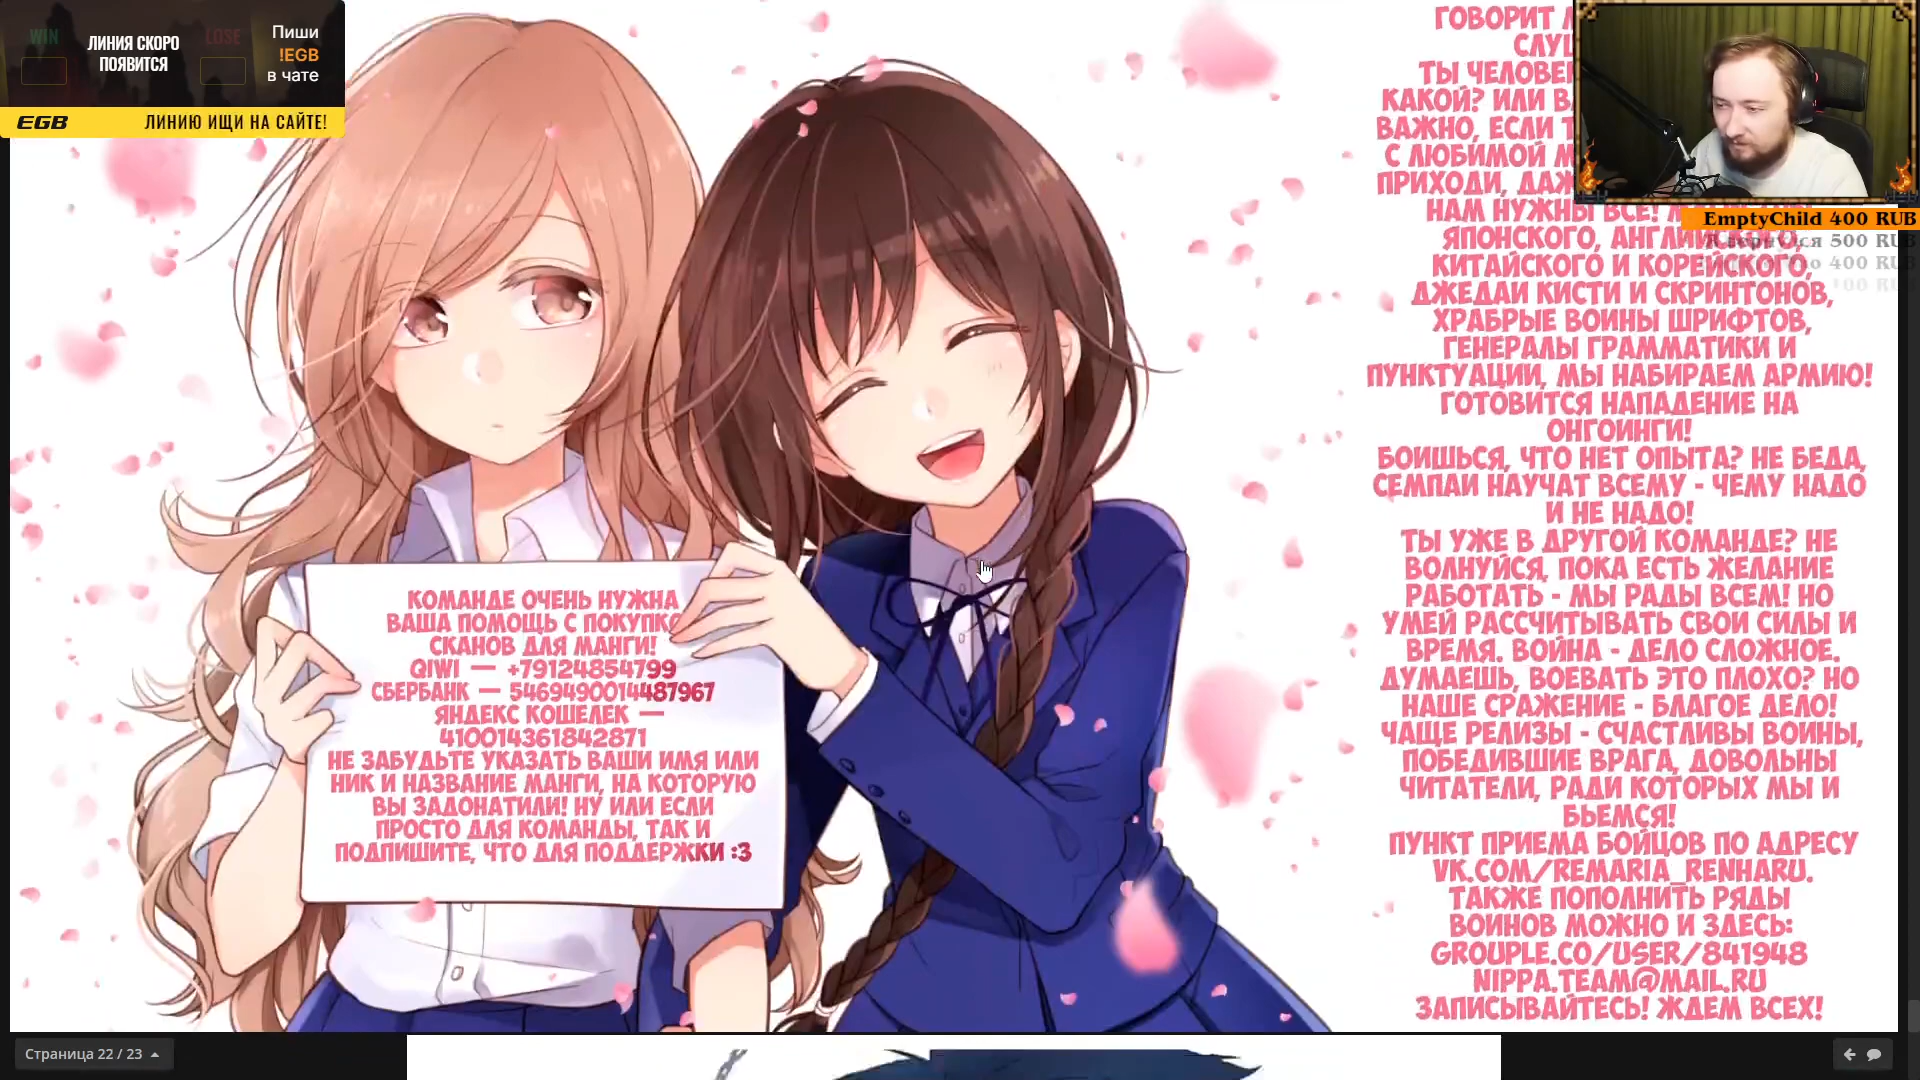 WIN
ЛИНИЯ СКОРО
ПОЯВИТСЯ
LOSE
Пиши
!EGB
в чате
EGB
ЛИНИЮ ИЩИ НА САЙТЕ!
КОМАНДЕ ОЧЕНЬ НУЖНА
ВАША ПОМОЩЬ С
СКАНОВ ДЛЯ МАНГИ!
QIWI — +79124854799
СБЕРБАНК — 5469490014487967
ЯНДЕКС КОШЕЛЕК —
410014361842871
НЕ ЗАБУДЬТЕ УКАЗАТЬ ВАШИ ИМЯ ИЛИ
НИК И НАЗВАНИЕ МАНГИ, НА КОТОРУЮ
ВЫ ЗАДОНАТИЛИ! НУ ИЛИ ЕСЛИ
ПРОСТО ДЛЯ КОМАНДЫ, ТАК И
ПОДПИШИТЕ, ЧТО ДЛЯ ПОДДЕРЖКИ :3
ГОВОРИТ
ТЫ
КАКОЙ? ИЛИ
ВАЖНО, ЕСЛИ
С ЛЮБИМОЙ
ПРИХОДИ,
НАМ НУЖНЫ ВСЕ!
ЯПОНСКОГО,
КИТАЙСКОГО И КОРЕЙСКОГО,
ДЖЕДАИ КИСТИ И СКРИНТОНОВ,
ХРАБРЫЕ ВОИНЫ ШРИФТОВ,
ГЕНЕРАЛЫ ГРАММАТИКИ И
ПУНКТУАЦИИ, МЫ НАБИРАЕМ АРМИЮ!
ГОТОВИТСЯ НАПАДЕНИЕ НА
ОНГОИНГИ!
БОИШЬСЯ, ЧТО НЕТ ОПЫТА? НЕ БЕДА,
СЕМПАИ НАУЧАТ ВСЕМУ - ЧЕМУ НАДО
И НЕ НАДО!
ТЫ УЖЕ В ДРУГОЙ КОМАНДЕ? НЕ
ВОЛНУЙСЯ, ПОКА ЕСТЬ ЖЕЛАНИЕ
РАБОТАТЬ - МЫ РАДЫ ВСЕМ! НО
УМЕЙ РАССЧИТЫВАТЬ СВОИ СИЛЫ И
ВРЕМЯ. ВОЙНА - ДЕЛО СЛОЖНОЕ.
ДУМАЕШЬ, ВОЕВАТЬ ЭТО ПЛОХО? НО
НАШЕ СРАЖЕНИЕ - БЛАГОЕ ДЕЛО!
ЧАЩЕ РЕЛИЗЫ - СЧАСТЛИВЫ ВОИНЫ,
ПОБЕДИВШИЕ ВРАГА, ДОВОЛЬНЫ
ЧИТАТЕЛИ, РАДИ КОТОРЫХ МЫ И
БЬЕМСЯ!
ПУНКТ ПРИЕМА БОЙЦОВ ПО АДРЕСУ
VK.COM/REMARIA_RENHARU.
ТАКЖЕ ПОПОЛНИТЬ РЯДЫ
ВОИНОВ МОЖНО И ЗДЕСЬ:
GROUPLE.CO/USER/841948
NIPPA.TEAM@MAIL.RU
ЗАПИСЫВАЙТЕСЬ! ЖДЕМ ВСЕХ!
EmptyChild 400 RUB
500 RUB
400 RUB
Страница 22 / 23